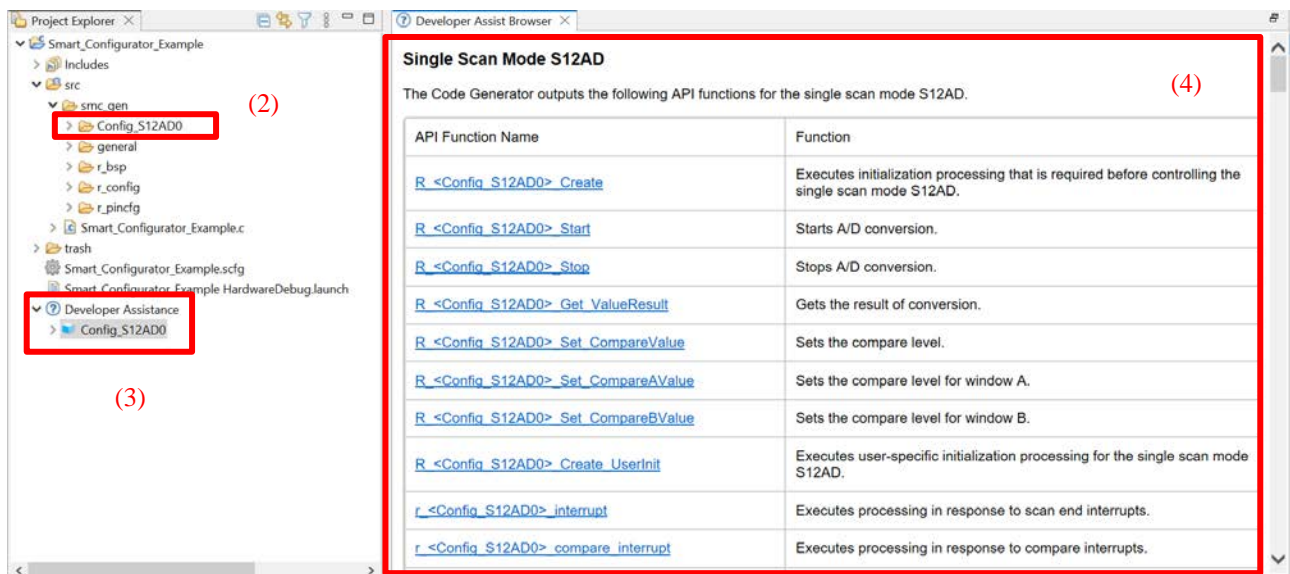 Project Explorer
Smart_Configurator_Example
Includes
src
smc_gen
(2)
Config_S12AD0
general
r_bsp
r_config
r_pincfg
Smart_Configurator_Example.c
trash
Smart_Configurator_Example.scfg
Smart_Configurator_Example HardwareDebug.launch
Developer Assistance
Config_S12AD0
(3)
Developer Assist Browser
Single Scan Mode S12AD
(4)
The Code Generator outputs the following API functions for the single scan mode S12AD.
API Function Name Function
R_<Config_S12AD0>_Create Executes initialization processing that is required before controlling the
single scan mode S12AD.
R_<Config_S12AD0>_Start Starts A/D conversion.
R_<Config_S12AD0>_Stop Stops A/D conversion.
R_<Config_S12AD0>_Get_ValueResult Gets the result of conversion.
R_<Config_S12AD0>_Set_CompareValue Sets the compare level.
R_<Config_S12AD0>_Set_CompareAValue Sets the compare level for window A.
R_<Config_S12AD0>_Set_CompareBValue Sets the compare level for window B.
R_<Config_S12AD0>_Create_UserInit Executes user-specific initialization processing for the single scan mode
S12AD.
r_<Config_S12AD0>_interrupt Executes processing in response to scan end interrupts.
r_<Config_S12AD0>_compare_interrupt Executes processing in response to compare interrupts.